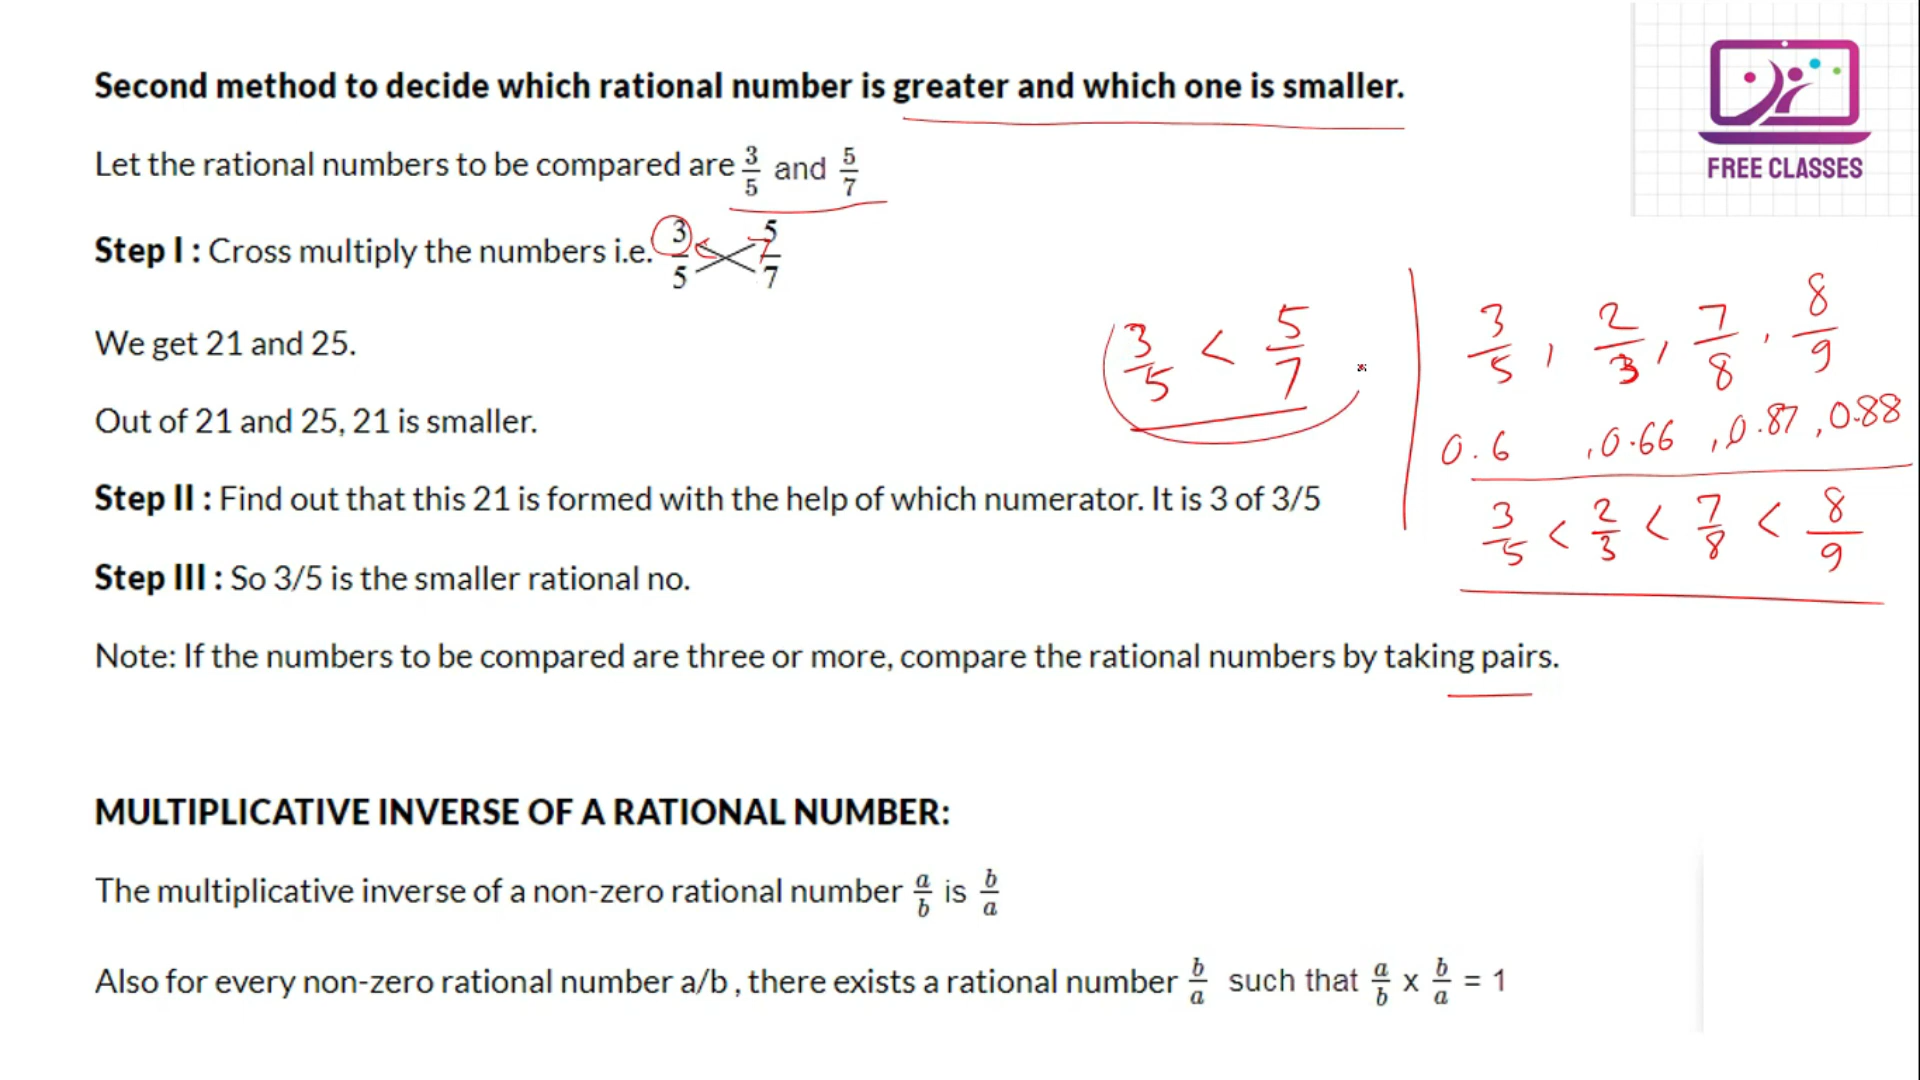 Second method to decide which rational number is greater and which one is smaller.
FREE CLASSES
Let the rational numbers to be compared are 3/5 and 5/7
Step I : Cross multiply the numbers i.e. 3/5 5/7
We get 21 and 25.
Out of 21 and 25, 21 is smaller.
Step II : Find out that this 21 is formed with the help of which numerator. It is 3 of 3/5
Step III : So 3/5 is the smaller rational no.
Note: If the numbers to be compared are three or more, compare the rational numbers by taking pairs.
3/5 < 5/7
3/5 , 2/3 , 7/8 , 8/9
0.6 , 0.66 , 0.87 , 0.88
3/5 < 2/3 < 7/8 < 8/9
MULTIPLICATIVE INVERSE OF A RATIONAL NUMBER:
The multiplicative inverse of a non-zero rational number a/b is b/a
Also for every non-zero rational number a/b , there exists a rational number b/a such that a/b x b/a = 1